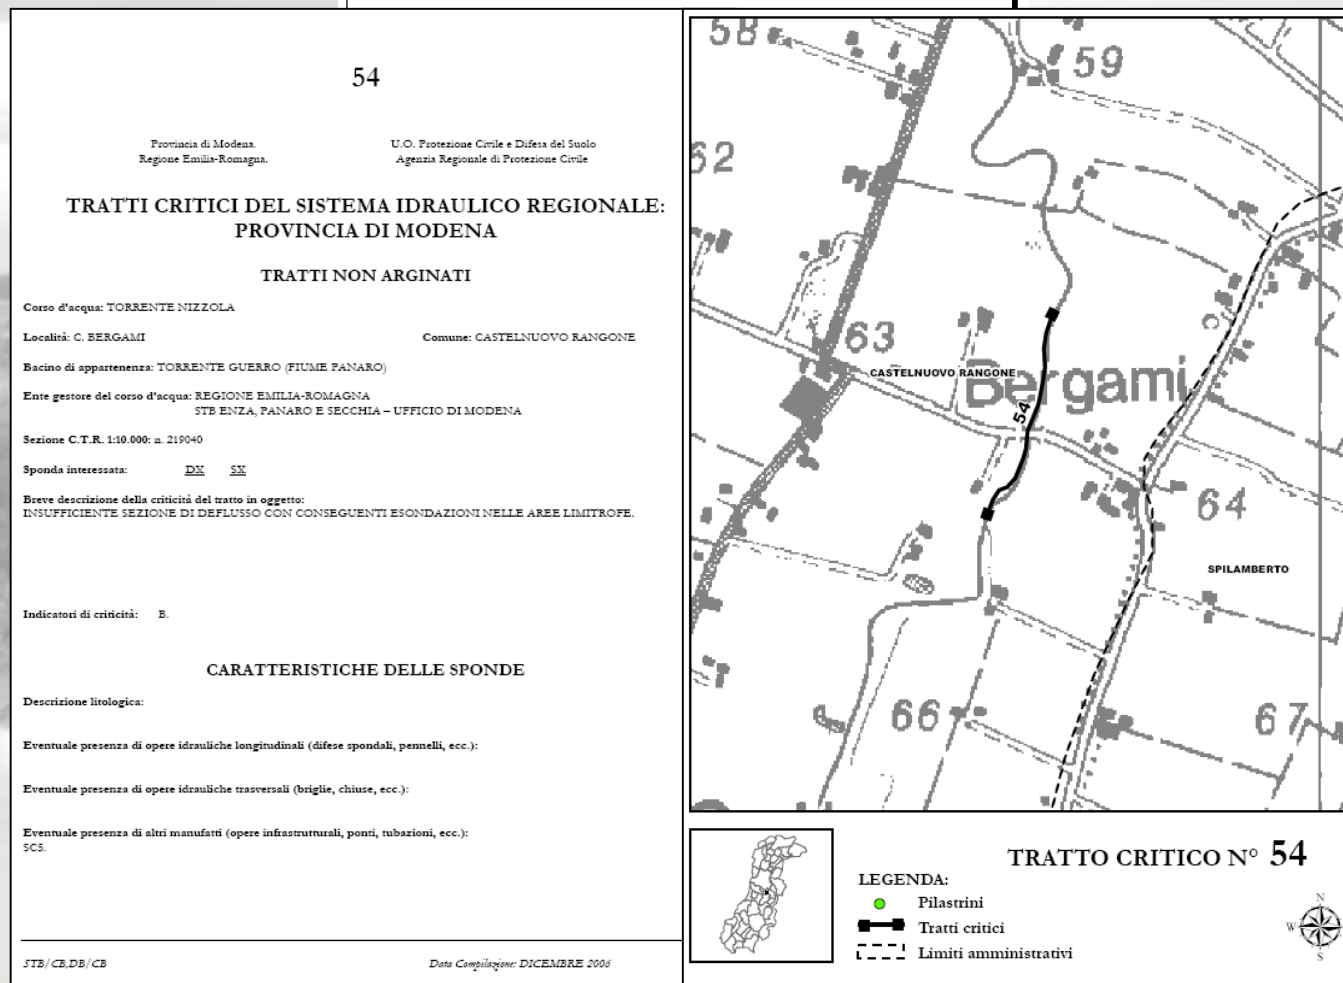 54
Provincia di Modena.
Regione Emilia-Romagna.
U.O. Protezione Civile e Difesa del Suolo
Agenzia Regionale di Protezione Civile
TRATTI CRITICI DEL SISTEMA IDRAULICO REGIONALE:
PROVINCIA DI MODENA
TRATTI NON ARGINATI
Corso d'acqua: TORRENTE NIZZOLA
Località: C. BERGAMI Comune: CASTELNUOVO RANGONE
Bacino di appartenenza: TORRENTE GUERRO (FIUME PANARO)
Ente gestore del corso d'acqua: REGIONE EMILIA-ROMAGNA
STB ENZA, PANARO E SECCHIA – UFFICIO DI MODENA
Sezione C.T.R. 1:10.000: n. 219040
Sponda interessata: DX SX
Breve descrizione della criticità del tratto in oggetto:
INSUFFICIENTE SEZIONE DI DEFLUSSO CON CONSEGUENTI ESONDAZIONI NELLE AREE LIMITROFE.
Indicatori di criticità: B.
CARATTERISTICHE DELLE SPONDE
Descrizione litologica:
Eventuale presenza di opere idrauliche longitudinali (difese spondali, pennelli, ecc.):
Eventuale presenza di opere idrauliche trasversali (briglie, chiuse, ecc.):
Eventuale presenza di altri manufatti (opere infrastrutturali, ponti, tubazioni, ecc.):
SC5.
STB/CB,DB/CB Data Compilazione: DICEMBRE 2006
58
59
62
63
CASTELNUOVO RANGONE
Bergami
54
64
SPILAMBERTO
66
67
TRATTO CRITICO N° 54
LEGENDA:
Pilastrini
Tratti critici
Limiti amministrativi
N
W
S